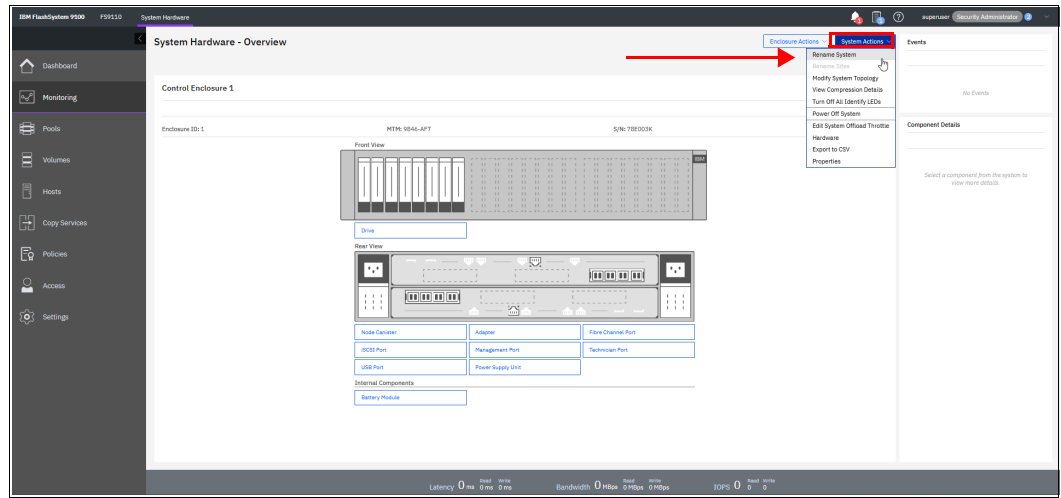 IBM FlashSystem 9100 FS9110 System Hardware superuser Security Administrator
System Hardware - Overview
Enclosure Actions System Actions
Events
Rename System
Rename Sites
Modify System Topology
View Compression Details
Turn Off All Identify LEDs
Power Off System
Edit System Offload Throttle
Hardware
Export to CSV
Properties
No Events
Component Details
Select a component from the system to
view more details.
Dashboard
Monitoring
Pools
Volumes
Hosts
Copy Services
Policies
Access
Settings
Control Enclosure 1
Enclosure ID: 1 MTM: 9846-AF7 S/N: 78E003K
Front View
IBM
Drive
Rear View
Node Canister Adapter Fibre Channel Port
iSCSI Port Management Port Technician Port
USB Port Power Supply Unit
Internal Components
Battery Module
Latency 0 ms Read 0 ms Write 0 ms Bandwidth 0 MBps Read 0 MBps Write 0 MBps IOPS 0 Read 0 Write 0